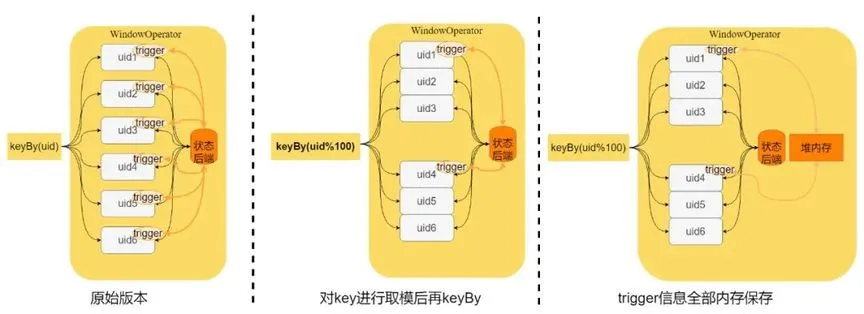 WindowOperator
keyBy(uid)
uid1
trigger
uid2
trigger
uid3
trigger
uid4
trigger
uid5
trigger
uid6
trigger
状态
后端
原始版本
WindowOperator
keyBy(uid%100)
uid1
trigger
uid2
uid3
uid4
trigger
uid5
uid6
状态
后端
对key进行取模后再keyBy
WindowOperator
keyBy(uid%100)
uid1
trigger
uid2
uid3
uid4
trigger
uid5
uid6
状态
后端
堆内存
trigger信息全部内存保存